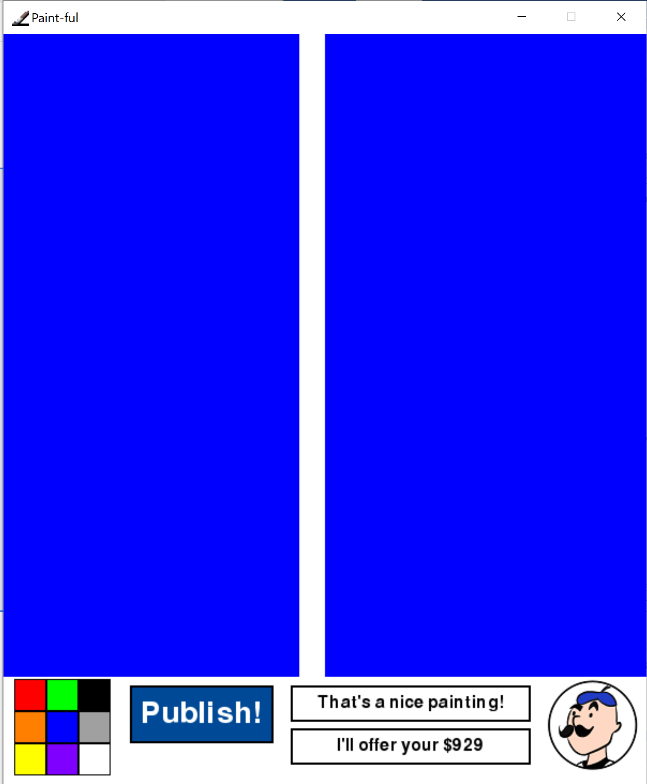 Paint-ful
Publish!
That's a nice painting!
I'll offer your $929